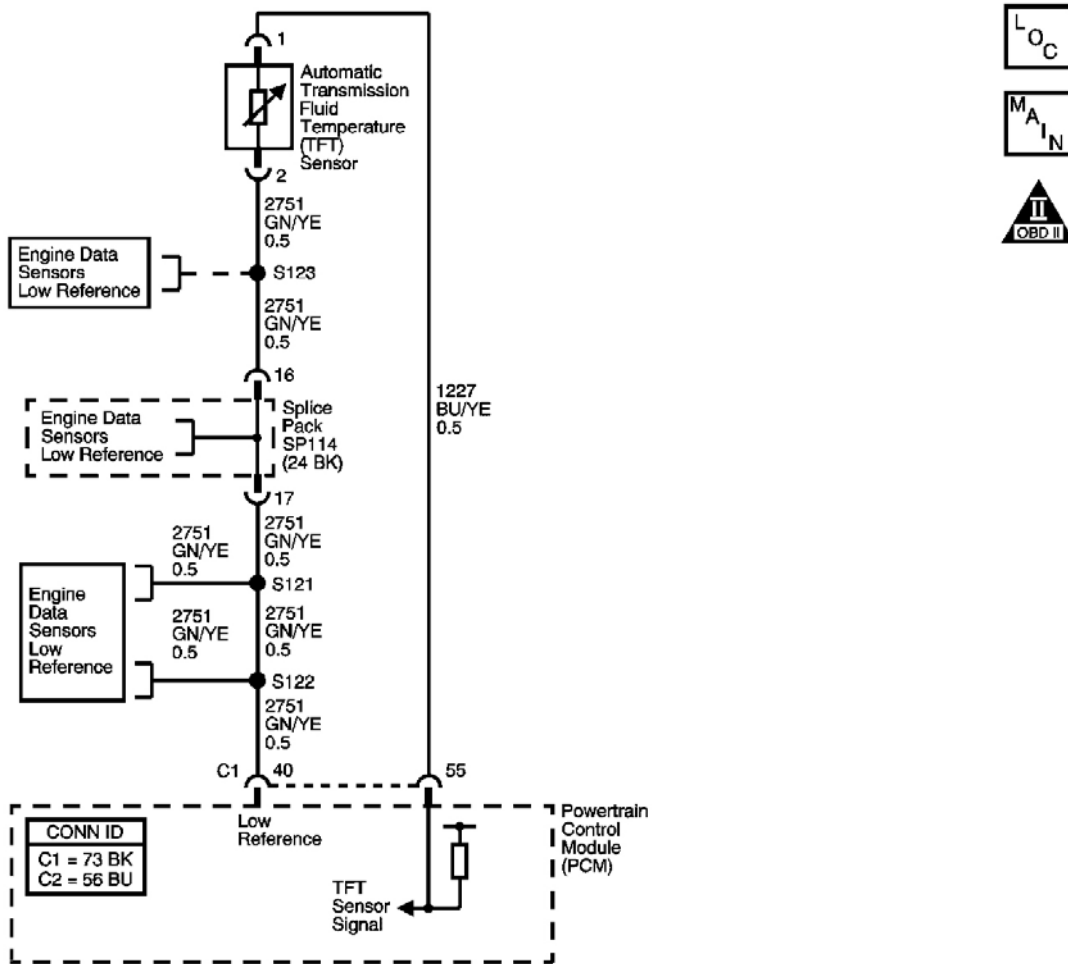 1
Automatic
Transmission
Fluid
Temperature
(TFT)
Sensor
2
2751
GN/YE
0.5
Engine Data
Sensors
Low Reference
S123
2751
GN/YE
0.5
16
1227
BU/YE
0.5
Engine Data
Sensors
Low Reference
Splice
Pack
SP114
(24 BK)
17
2751
GN/YE
0.5
2751
GN/YE
0.5
S121
Engine
Data
Sensors
Low
Reference
2751
GN/YE
0.5
2751
GN/YE
0.5
S122
2751
GN/YE
0.5
C1 40
55
Low
Reference
Powertrain
Control
Module
(PCM)
CONN ID
C1 = 73 BK
C2 = 56 BU
TFT
Sensor
Signal
LOC
MAIN
II
OBD II